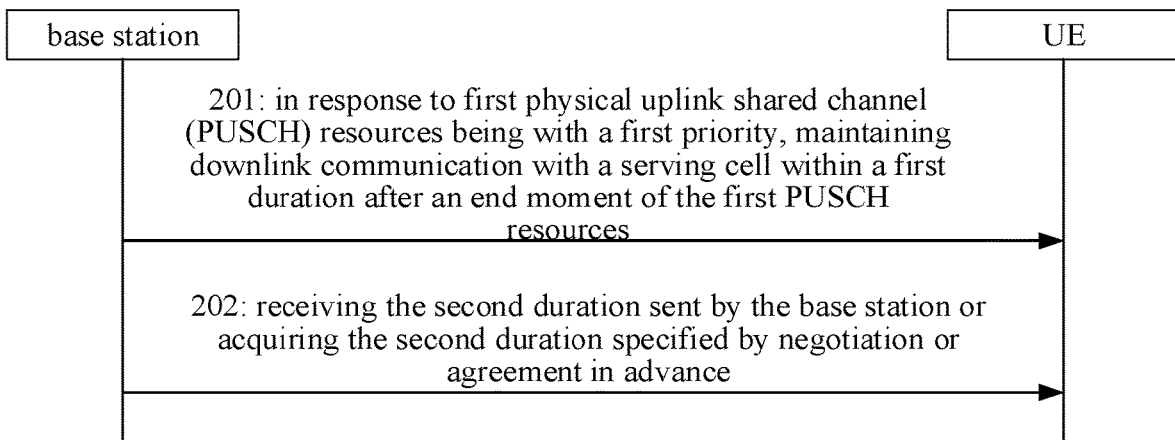 base station
UE
201: in response to first physical uplink shared channel
(PUSCH) resources being with a first priority, maintaining
downlink communication with a serving cell within a first
duration after an end moment of the first PUSCH
resources
202: receiving the second duration sent by the base station or
acquiring the second duration specified by negotiation or
agreement in advance